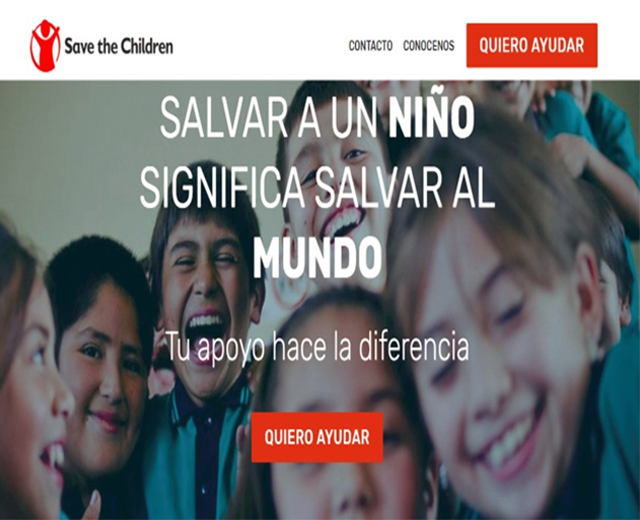 Save the Children
CONTACTO CONOCENOS QUIERO AYUDAR
SALVAR A UN NIÑO
SIGNIFICA SALVAR AL
MUNDO
Tu apoyo hace la diferencia
QUIERO AYUDAR